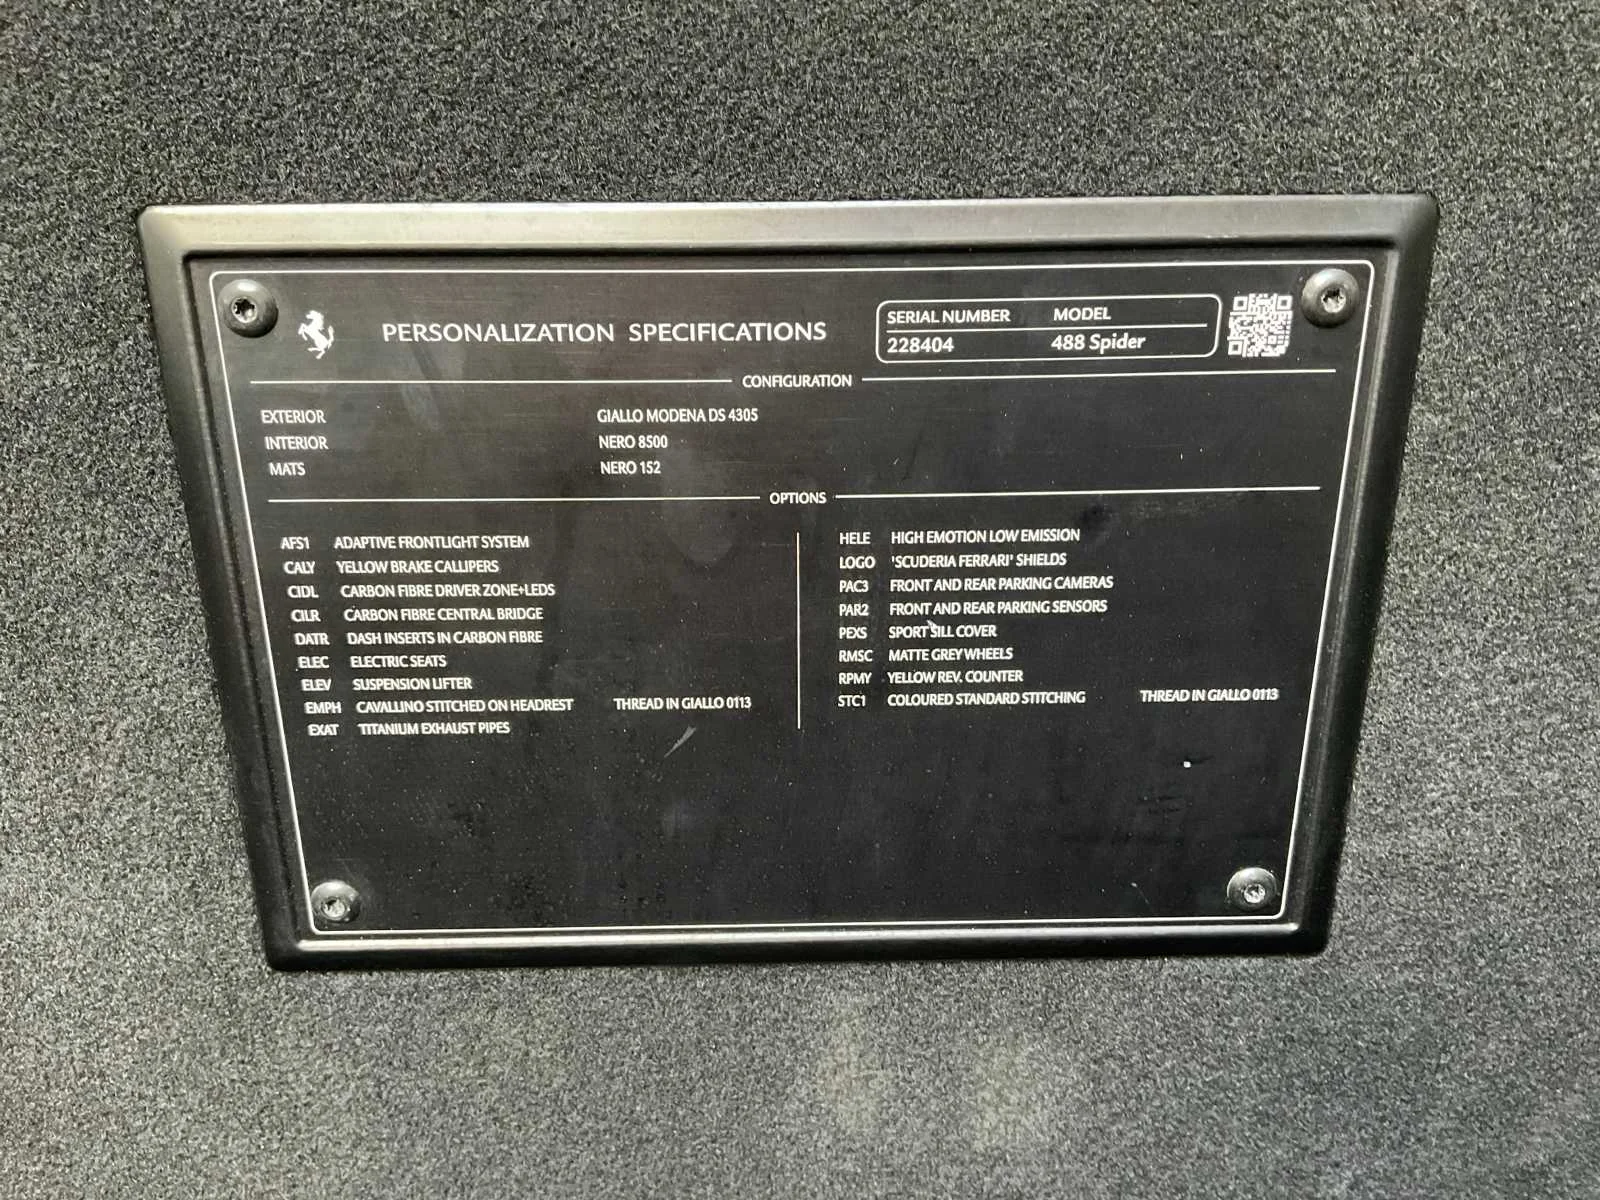 PERSONALIZATION SPECIFICATIONS
SERIAL NUMBER MODEL
228404 488 Spider
CONFIGURATION
EXTERIOR GIALLO MODENA DS 4305
INTERIOR NERO 8500
MATS NERO 152
OPTIONS
AFS1 ADAPTIVE FRONTLIGHT SYSTEM
CALY YELLOW BRAKE CALLIPERS
CIDL CARBON FIBRE DRIVER ZONE+LEDS
CILR CARBON FIBRE CENTRAL BRIDGE
DATR DASH INSERTS IN CARBON FIBRE
ELEC ELECTRIC SEATS
ELEV SUSPENSION LIFTER
EMPH CAVALLINO STITCHED ON HEADREST THREAD IN GIALLO 0113
EXAT TITANIUM EXHAUST PIPES
HELE HIGH EMOTION LOW EMISSION
LOGO 'SCUDERIA FERRARI' SHIELDS
PAC3 FRONT AND REAR PARKING CAMERAS
PAR2 FRONT AND REAR PARKING SENSORS
PEXS SPORT SILL COVER
RMSC MATTE GREY WHEELS
RPMY YELLOW REV. COUNTER
STC1 COLOURED STANDARD STITCHING THREAD IN GIALLO 0113